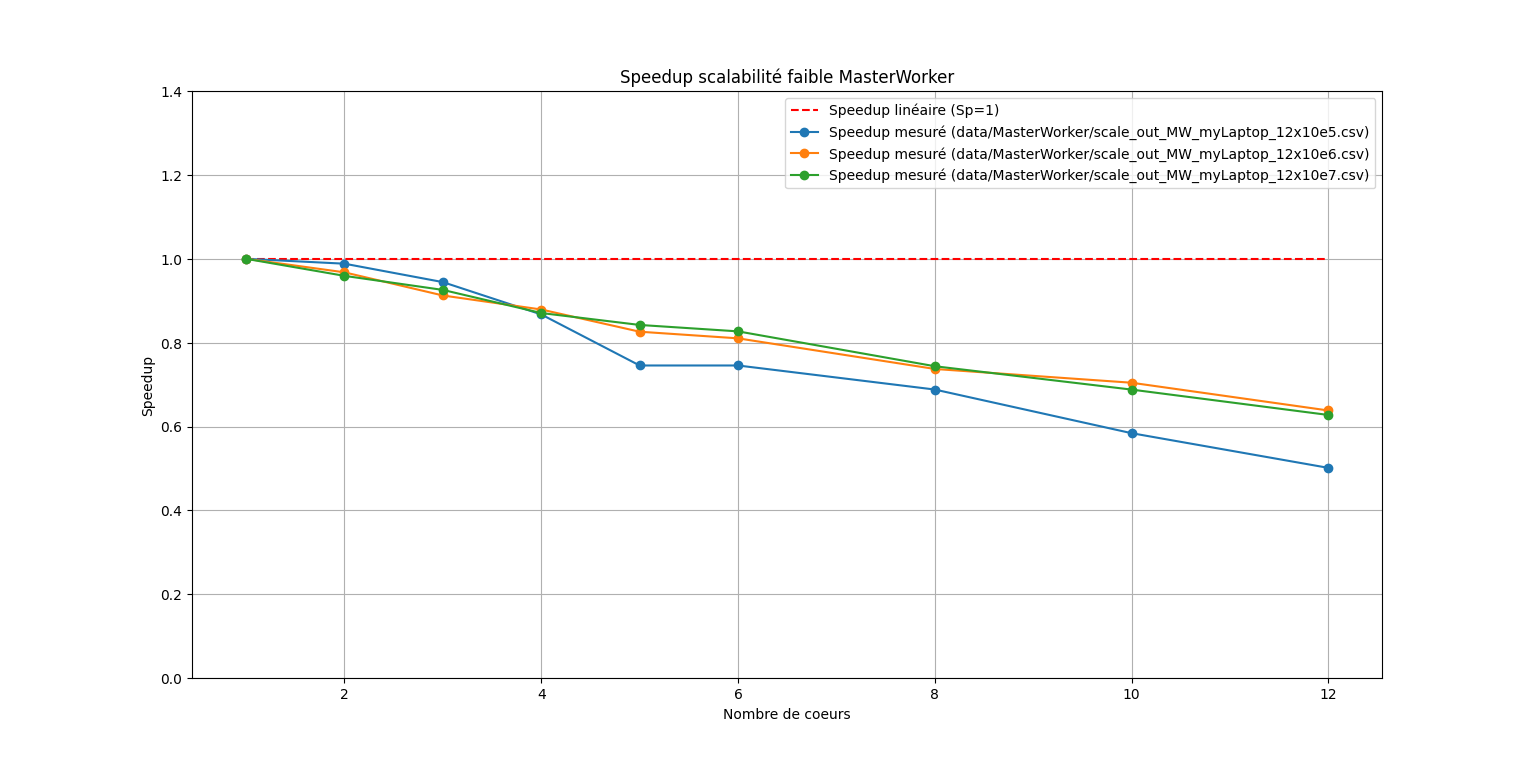 Speedup scalabilité faible MasterWorker
1.4
Speedup linéaire (Sp=1)
Speedup mesuré (data/MasterWorker/scale_out_MW_myLaptop_12x10e5.csv)
Speedup mesuré (data/MasterWorker/scale_out_MW_myLaptop_12x10e6.csv)
Speedup mesuré (data/MasterWorker/scale_out_MW_myLaptop_12x10e7.csv)
1.2
1.0
0.8
Speedup
0.6
0.4
0.2
0.0
2 4 6 8 10 12
Nombre de coeurs